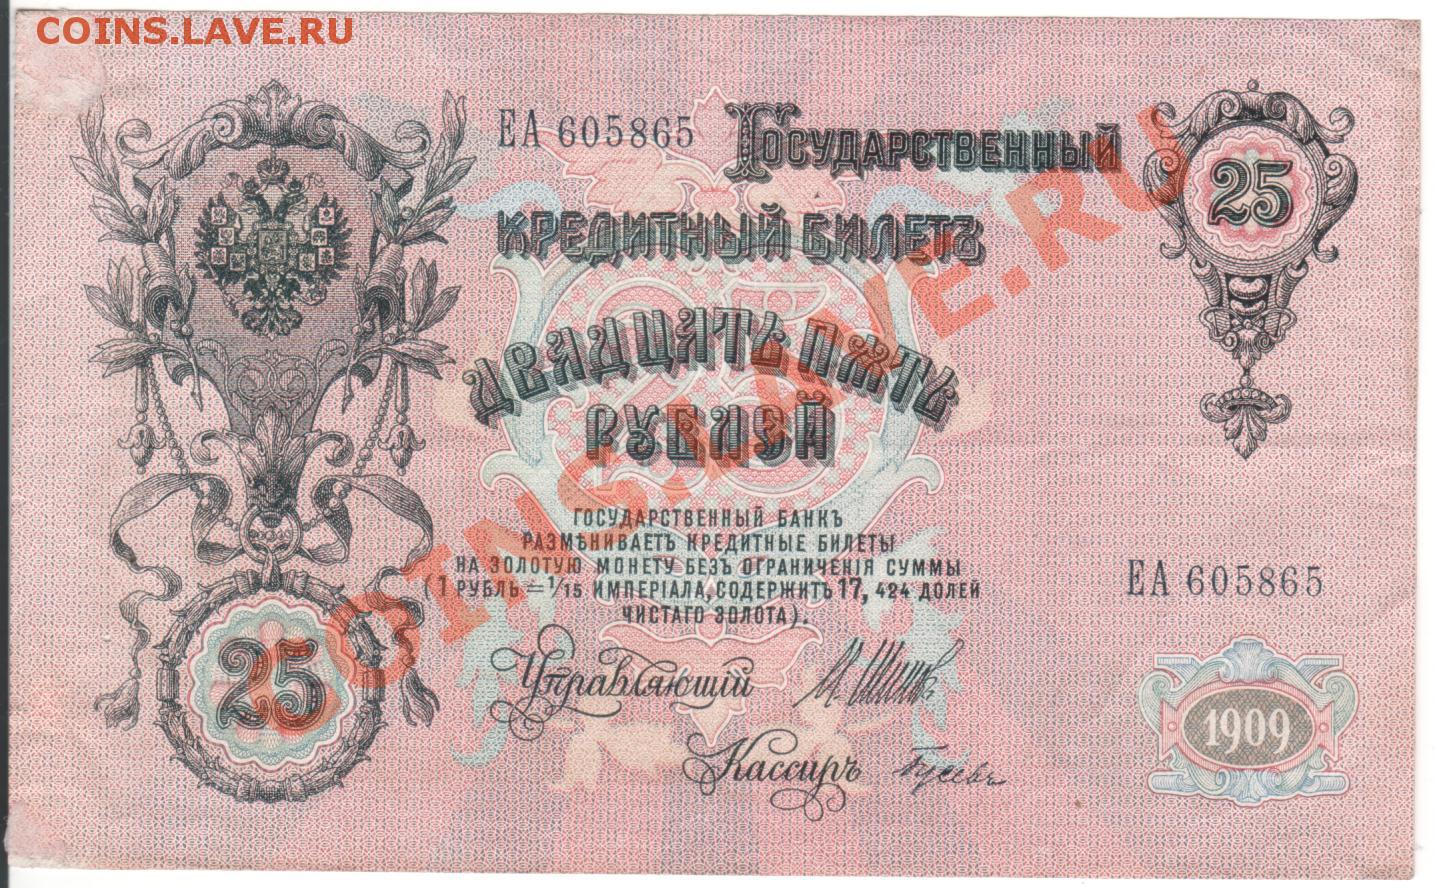 COINS.LAVE.RU
ЕА 605865
ГОСУДАРСТВЕННЫЙ
КРЕДИТНЫЙ БИЛЕТЪ
25
ДВАДЦАТЬ ПЯТЬ
РУБЛЕЙ
ГОСУДАРСТВЕННЫЙ БАНКЪ
РАЗМѢНИВАЕТЪ КРЕДИТНЫЕ БИЛЕТЫ
НА ЗОЛОТУЮ МОНЕТУ БЕЗЪ ОГРАНИЧЕНІЯ СУММЫ
(1 РУБЛЬ = 1/15 ИМПЕРІАЛА, СОДЕРЖИТЪ 17,424 ДОЛЕЙ
ЧИСТАГО ЗОЛОТА).
ЕА 605865
25
Управляющій
Кассиръ
Гусевъ
1909
COINS.LAVE.RU